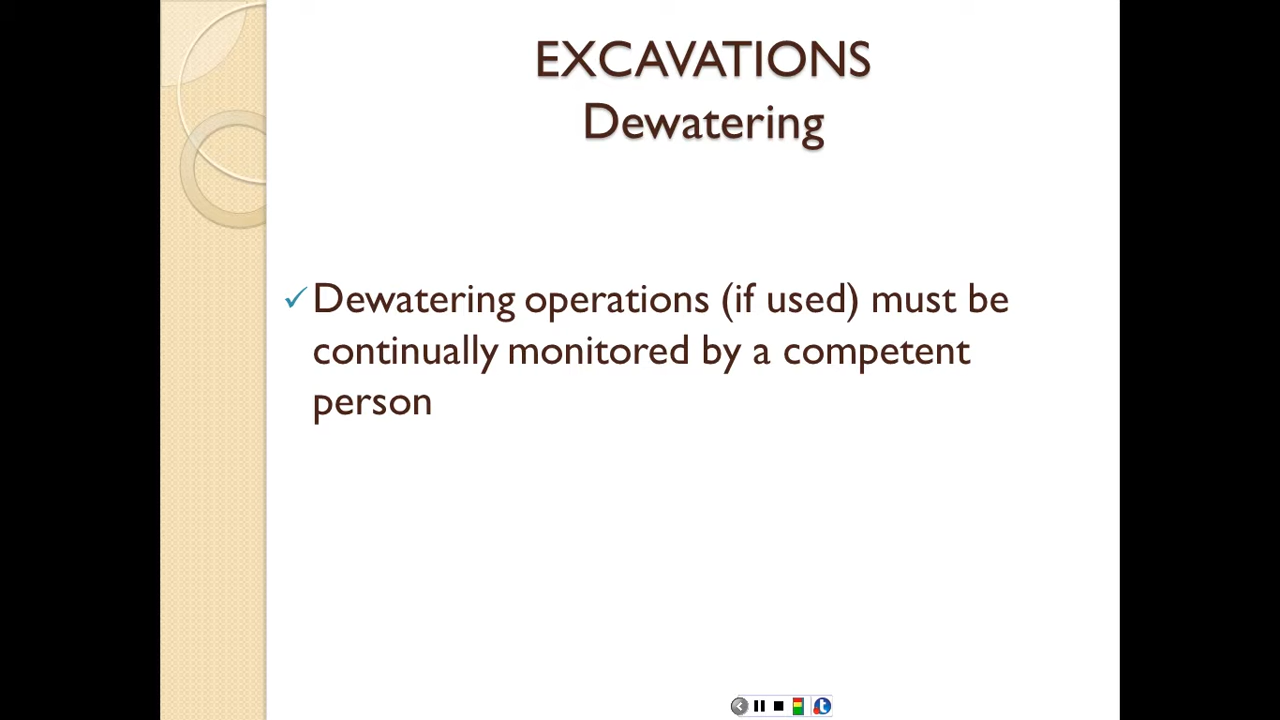 EXCAVATIONS
Dewatering
✓Dewatering operations (if used) must be
continually monitored by a competent
person